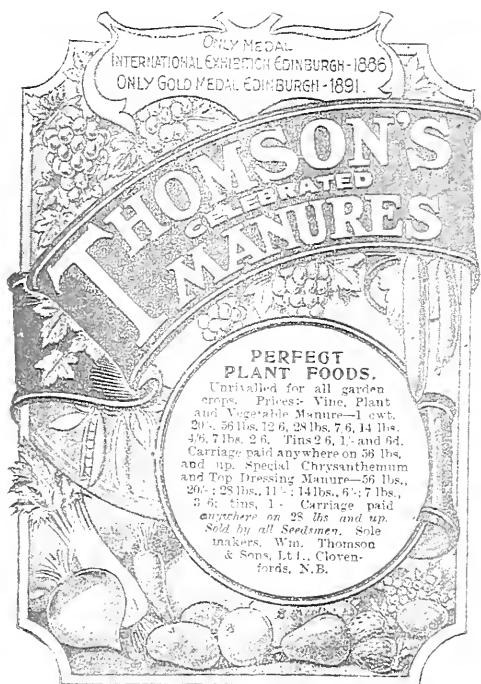 ONLY MEDAL
INTERNATIONAL EXHIBITION EDINBURGH-1886
ONLY GOLD MEDAL EDINBURGH-1891.
THOMSON'S
CELEBRATED
MANURES
PERFECT
PLANT FOODS.
Unrivalled for all garden
crops. Prices:- Vine, Plant
and Vegetable Manure—1 cwt.
20/-, 56 lbs. 12/6, 28 lbs. 7/6, 14 lbs.
4/6, 7 lbs. 2/6. Tins 2/6, 1/- and 6d.
Carriage paid anywhere on 56 lbs.
and up. Special Chrysanthemum
and Top Dressing Manure—56 lbs.,
20/-; 28 lbs., 11/-; 14 lbs., 6/-; 7 lbs.,
3/6; tins, 1/- Carriage paid
anywhere on 28 lbs and up.
Sold by all Seedsmen. Sole
makers, Wm. Thomson
& Sons, Ltd., Cloven-
fords, N.B.